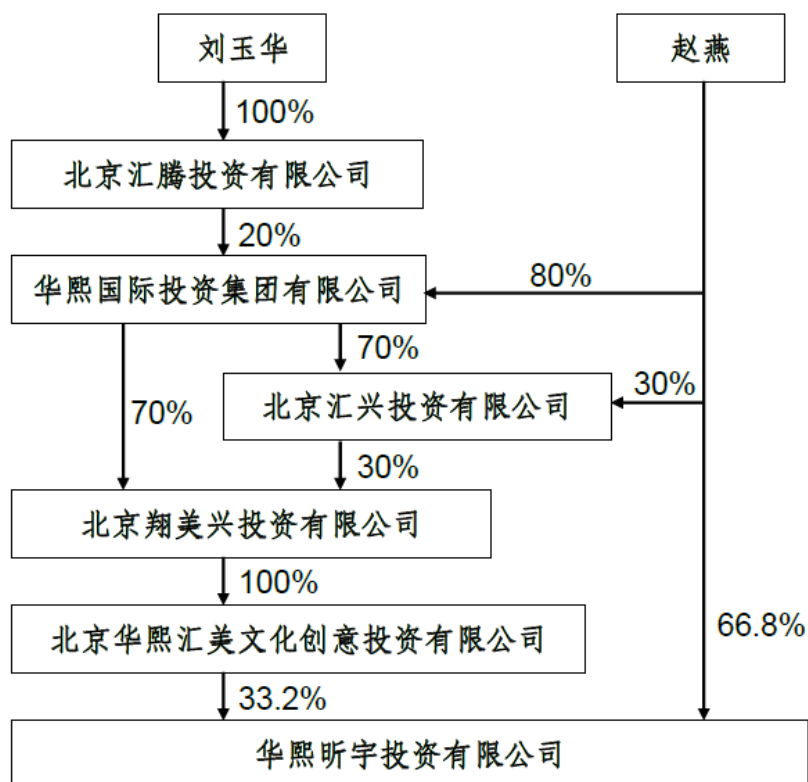 刘玉华
赵燕
100%
北京汇腾投资有限公司
20%
华熙国际投资集团有限公司
80%
70%
70%
北京汇兴投资有限公司
30%
30%
北京翔美兴投资有限公司
100%
北京华熙汇美文化创意投资有限公司
66.8%
33.2%
华熙昕宇投资有限公司